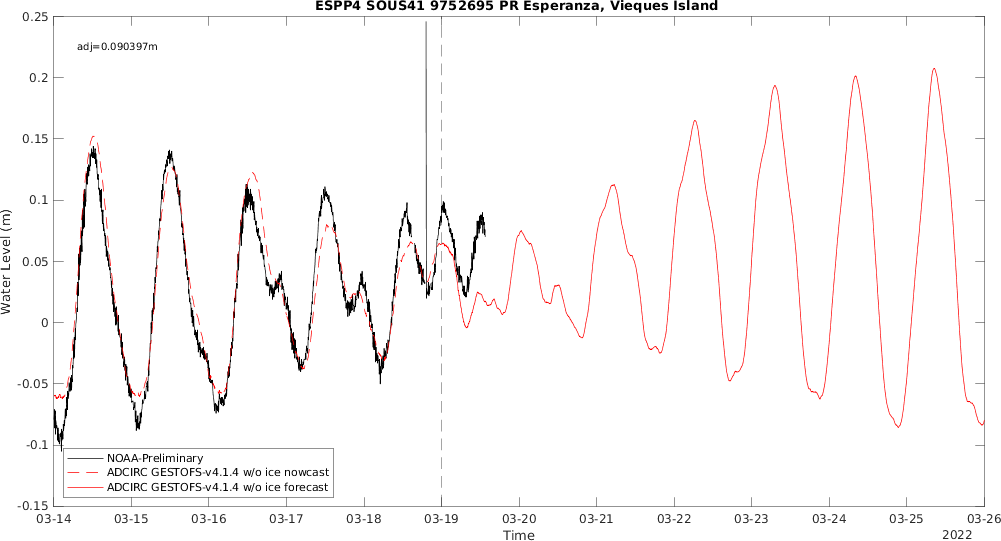 ESPP4 SOUS41 9752695 PR Esperanza, Vieques Island
0.25
adj=0.090397m
0.2
0.15
0.1
0.05
0
-0.05
-0.1
-0.15
Water Level (m)
NOAA-Preliminary
ADCIRC GESTOFS-v4.1.4 w/o ice nowcast
ADCIRC GESTOFS-v4.1.4 w/o ice forecast
03-14 03-15 03-16 03-17 03-18 03-19 03-20 03-21 03-22 03-23 03-24 03-25 03-26
Time
2022